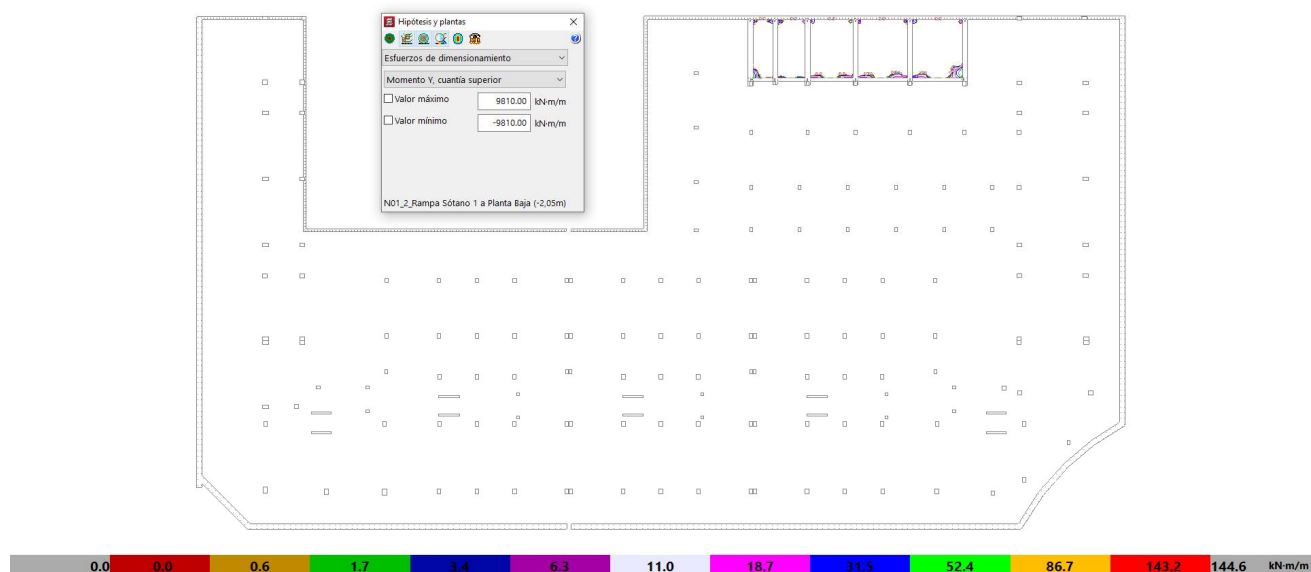 Hipótesis y plantas
Esfuerzos de dimensionamiento
Momento Y, cuantía superior
Valor máximo 9810.00 kN·m/m
Valor mínimo -9810.00 kN·m/m
N01_2_Rampa Sótano 1 a Planta Baja (-2,05m)
0.0 0.0 0.6 1.7 3.4 6.3 11.0 18.7 31.5 52.4 86.7 143.2 144.6 kN·m/m